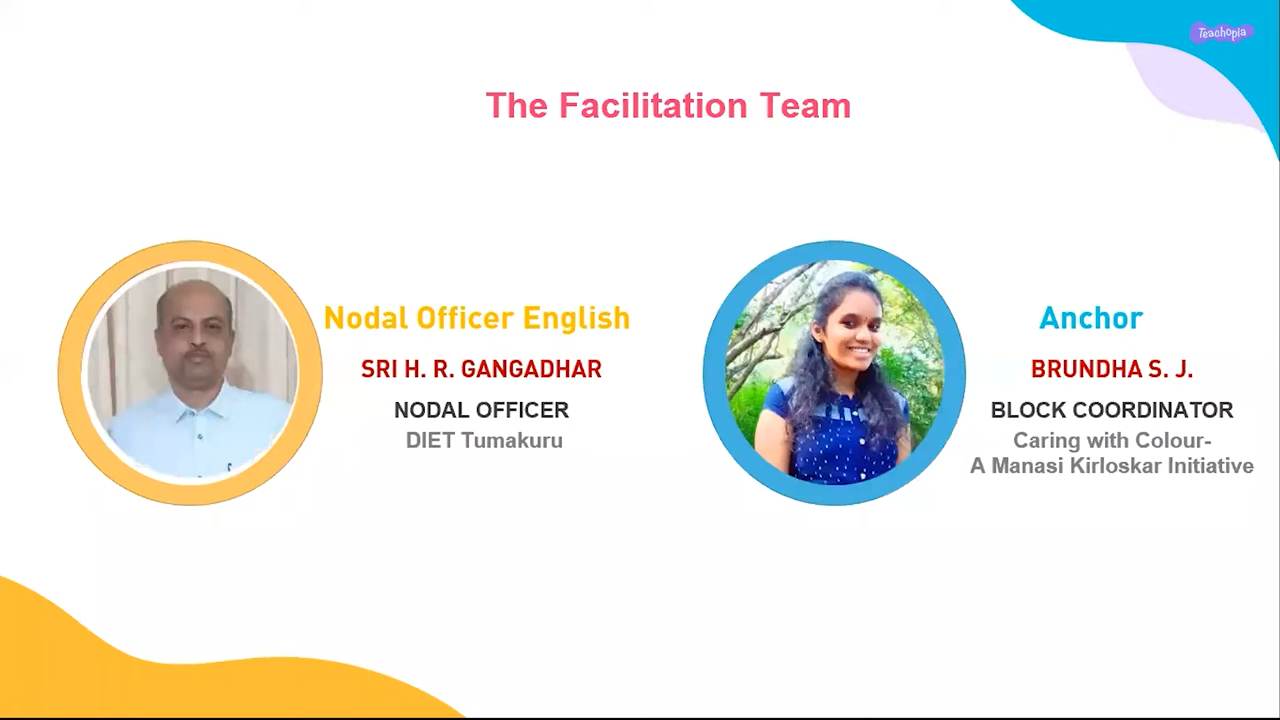 Teachopia
The Facilitation Team
Nodal Officer English
SRI H. R. GANGADHAR
NODAL OFFICER
DIET Tumakuru
Anchor
BRUNDHA S. J.
BLOCK COORDINATOR
Caring with Colour-
A Manasi Kirloskar Initiative